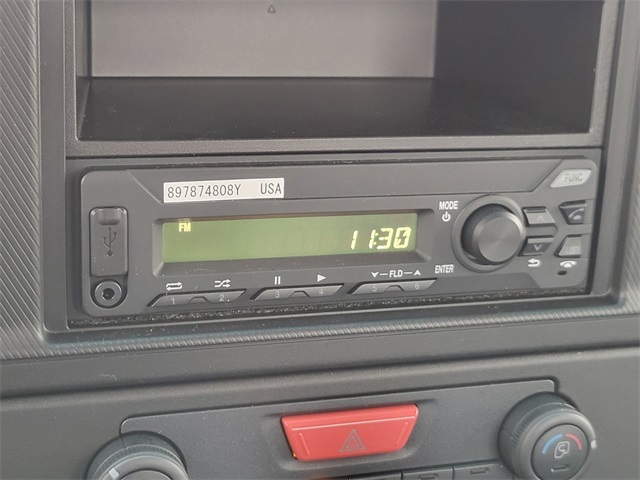 897874808Y USA
FUNC
MODE
FM
11:30
ENTER
FLD
1 2 3 4 5 6